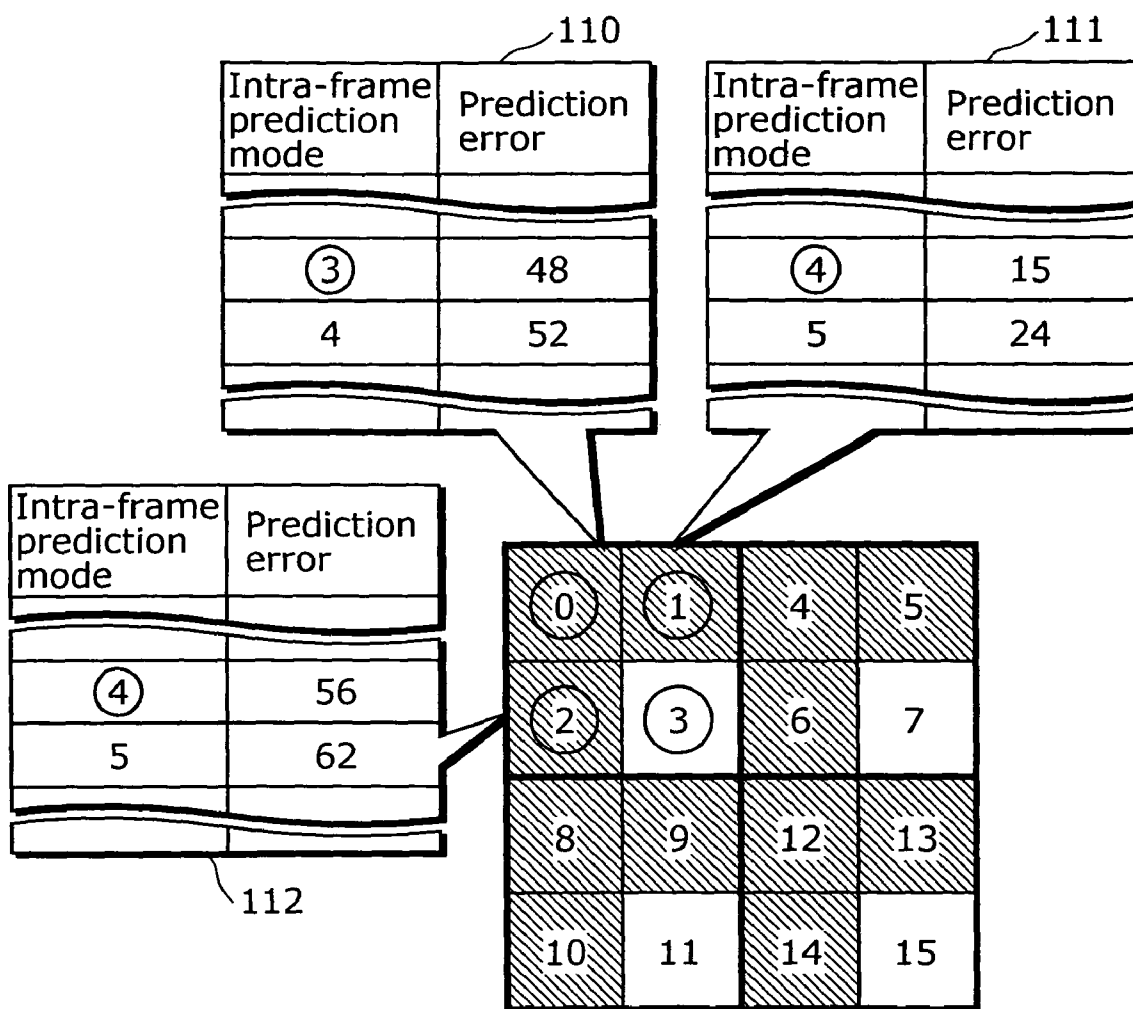 110
111
Intra-frame prediction mode
Prediction error
3 48
4 52
Intra-frame prediction mode
Prediction error
4 15
5 24
Intra-frame prediction mode
Prediction error
4 56
5 62
112
0 1 4 5
2 3 6 7
8 9 12 13
10 11 14 15